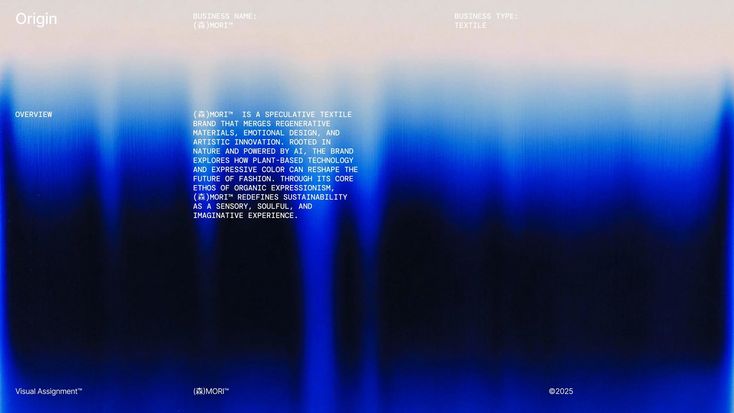 Origin
BUSINESS NAME:
(森)MORI™
BUSINESS TYPE:
TEXTILE
OVERVIEW
(森)MORI™ IS A SPECULATIVE TEXTILE
BRAND THAT MERGES REGENERATIVE
MATERIALS, EMOTIONAL DESIGN, AND
ARTISTIC INNOVATION. ROOTED IN
NATURE AND POWERED BY AI, THE BRAND
EXPLORES HOW PLANT-BASED TECHNOLOGY
AND EXPRESSIVE COLOR CAN RESHAPE THE
FUTURE OF FASHION. THROUGH ITS CORE
ETHOS OF ORGANIC EXPRESSIONISM,
(森)MORI™ REDEFINES SUSTAINABILITY
AS A SENSORY, SOULFUL, AND
IMAGINATIVE EXPERIENCE.
Visual Assignment™
(森)MORI™
©2025